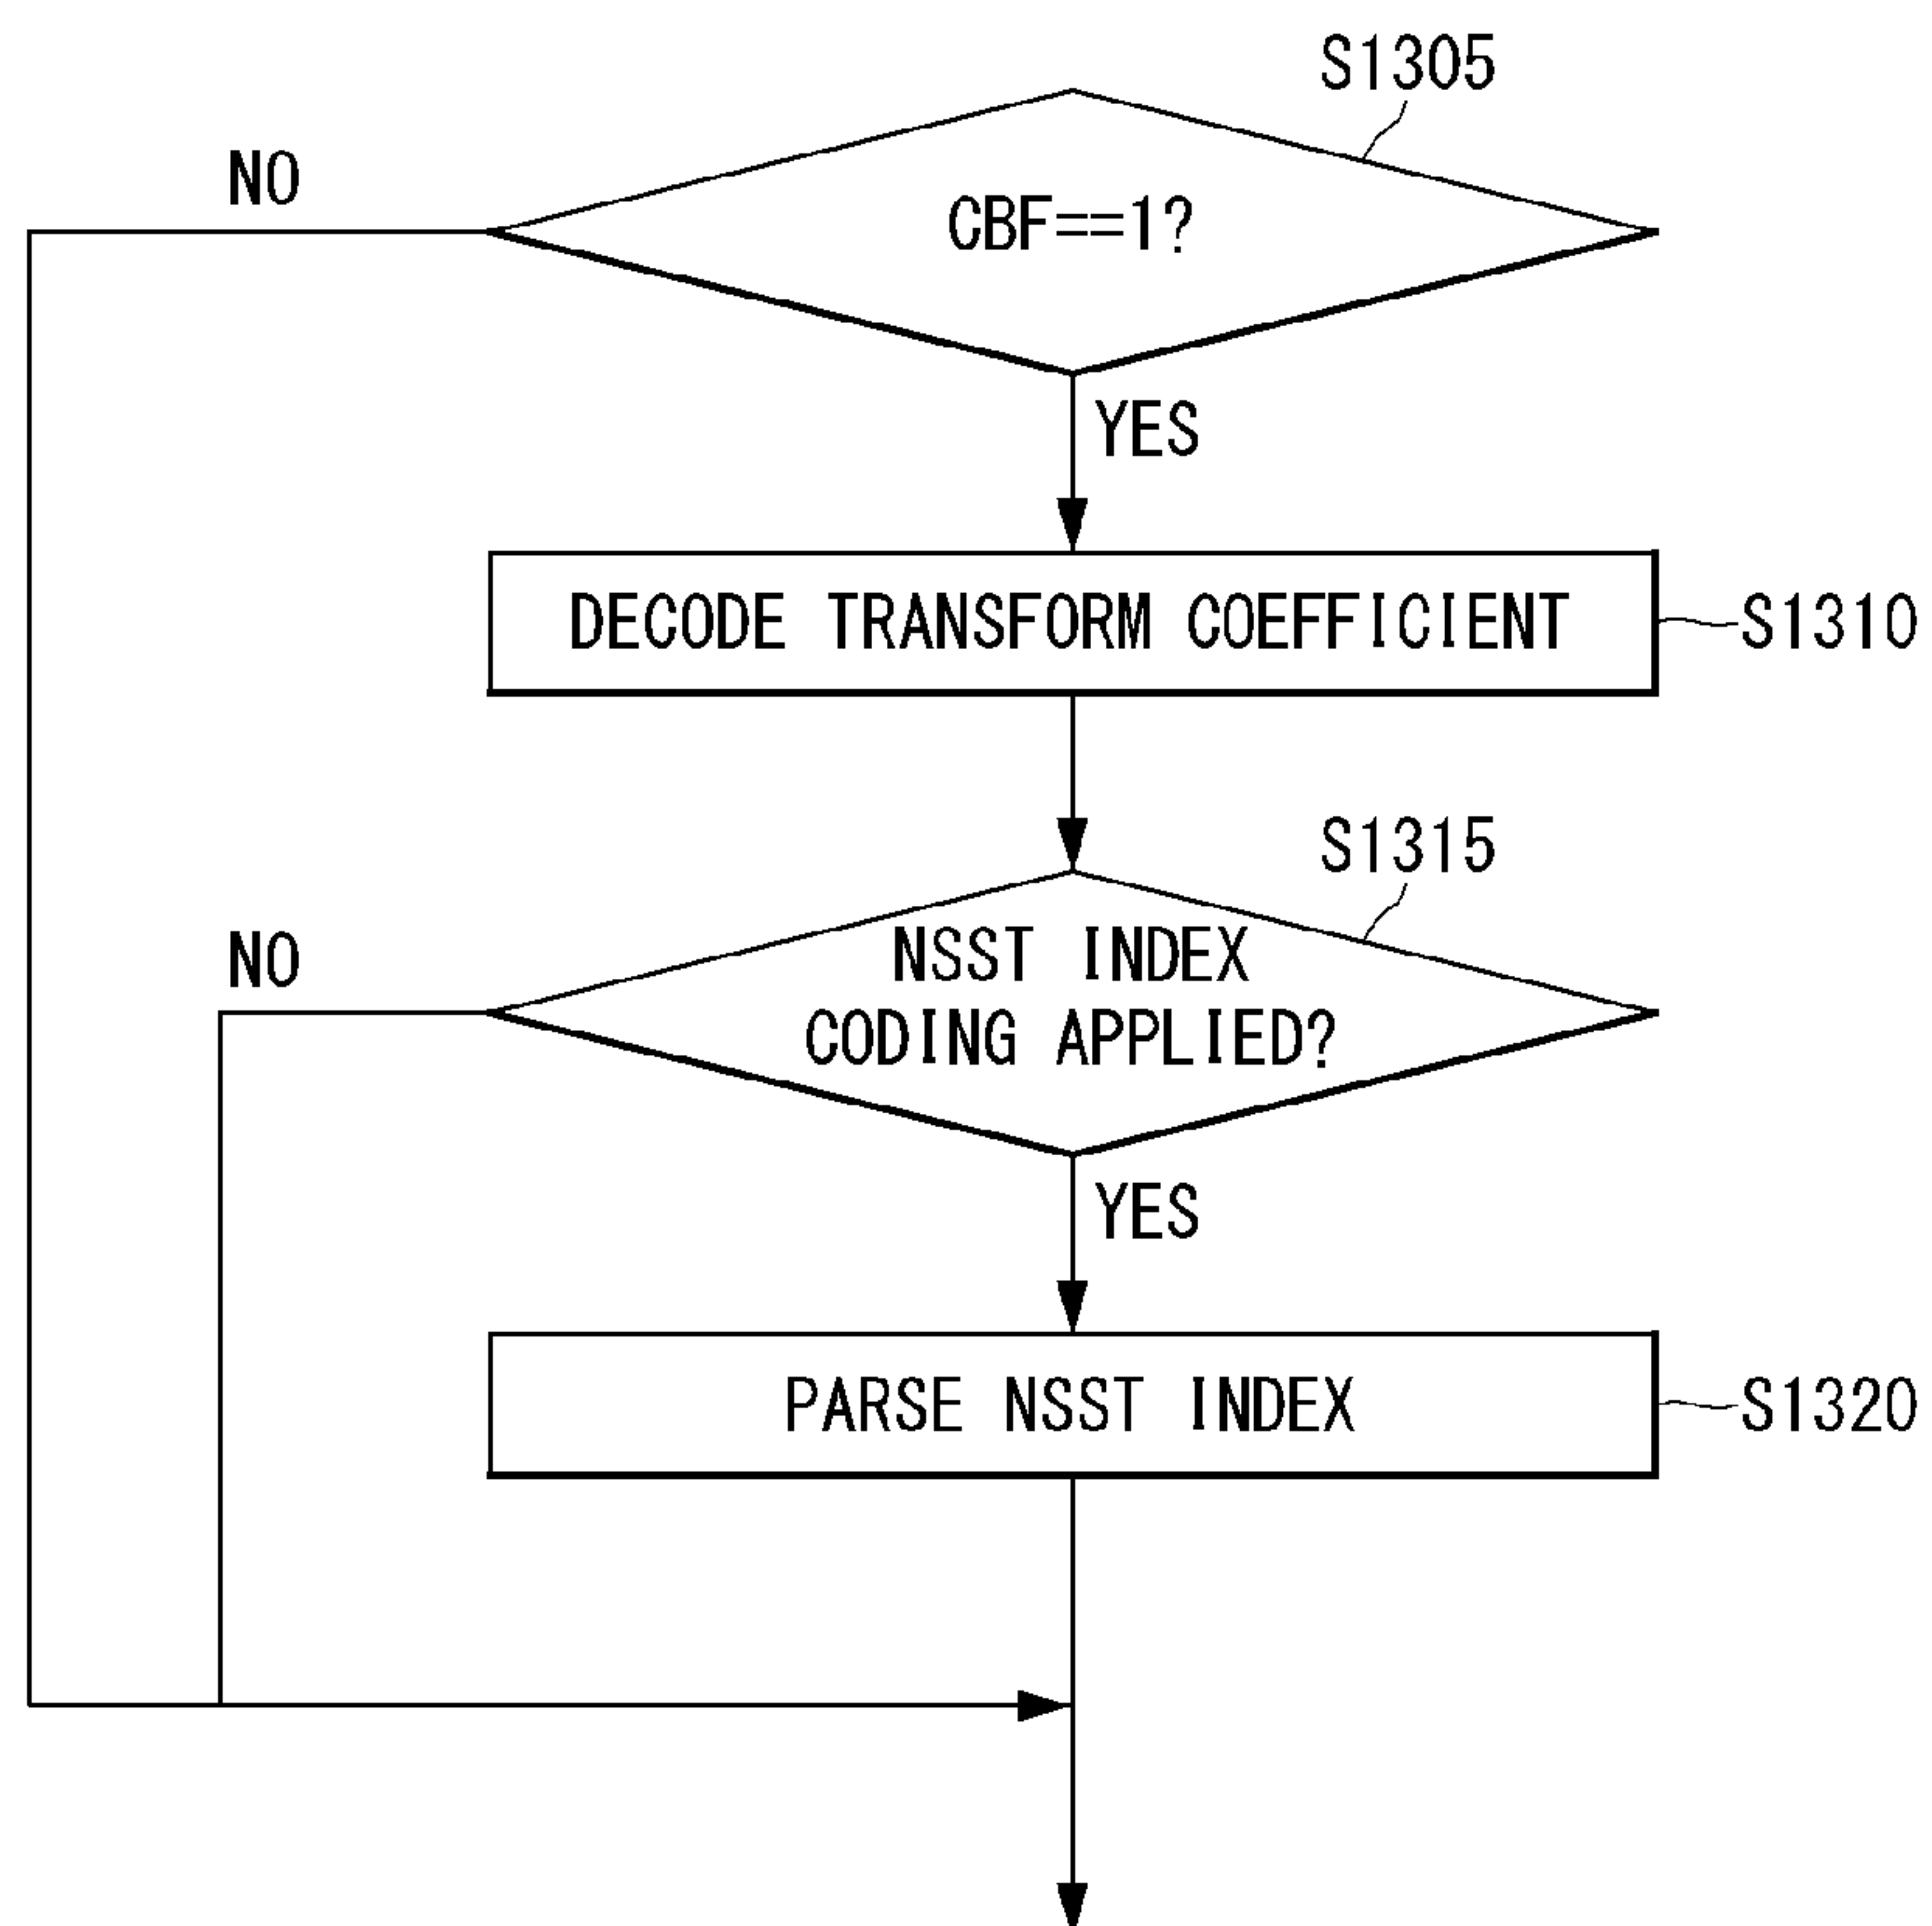 S1305
NO
CBF==1?
YES
DECODE TRANSFORM COEFFICIENT
S1310
S1315
NO
NSST INDEX
CODING APPLIED?
YES
PARSE NSST INDEX
S1320